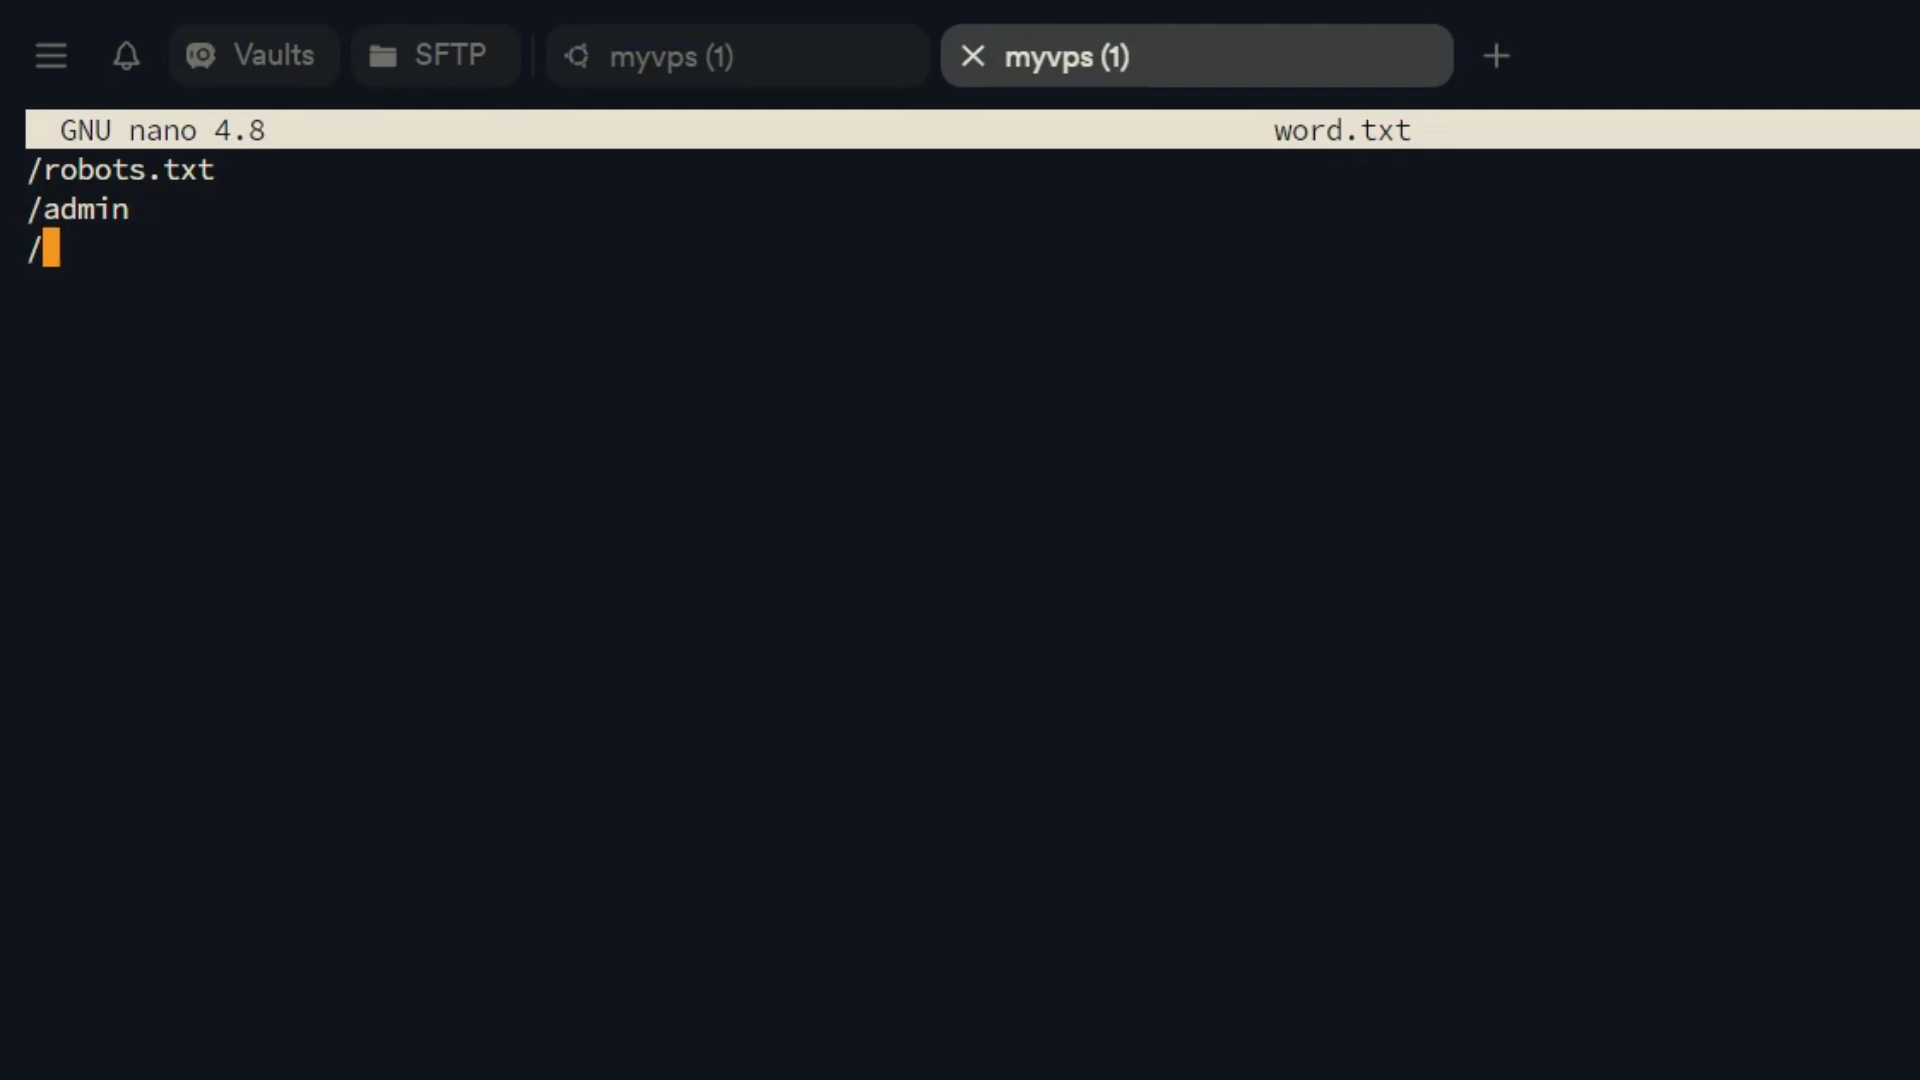 Vaults SFTP myvps (1) myvps (1)
GNU nano 4.8 word.txt
/robots.txt
/admin
/